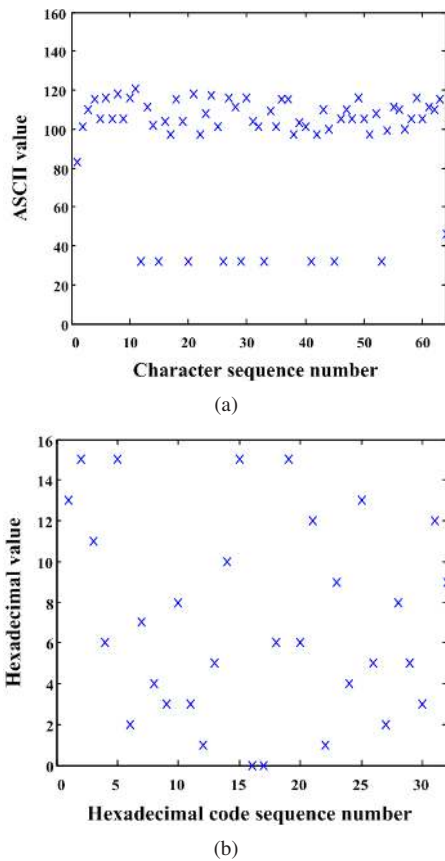 160
140
120
100
80
60
40
20
0
ASCII value
0 10 20 30 40 50 60
Character sequence number
(a)
16
14
12
10
8
6
4
2
0
Hexadecimal value
0 5 10 15 20 25 30
Hexadecimal code sequence number
(b)